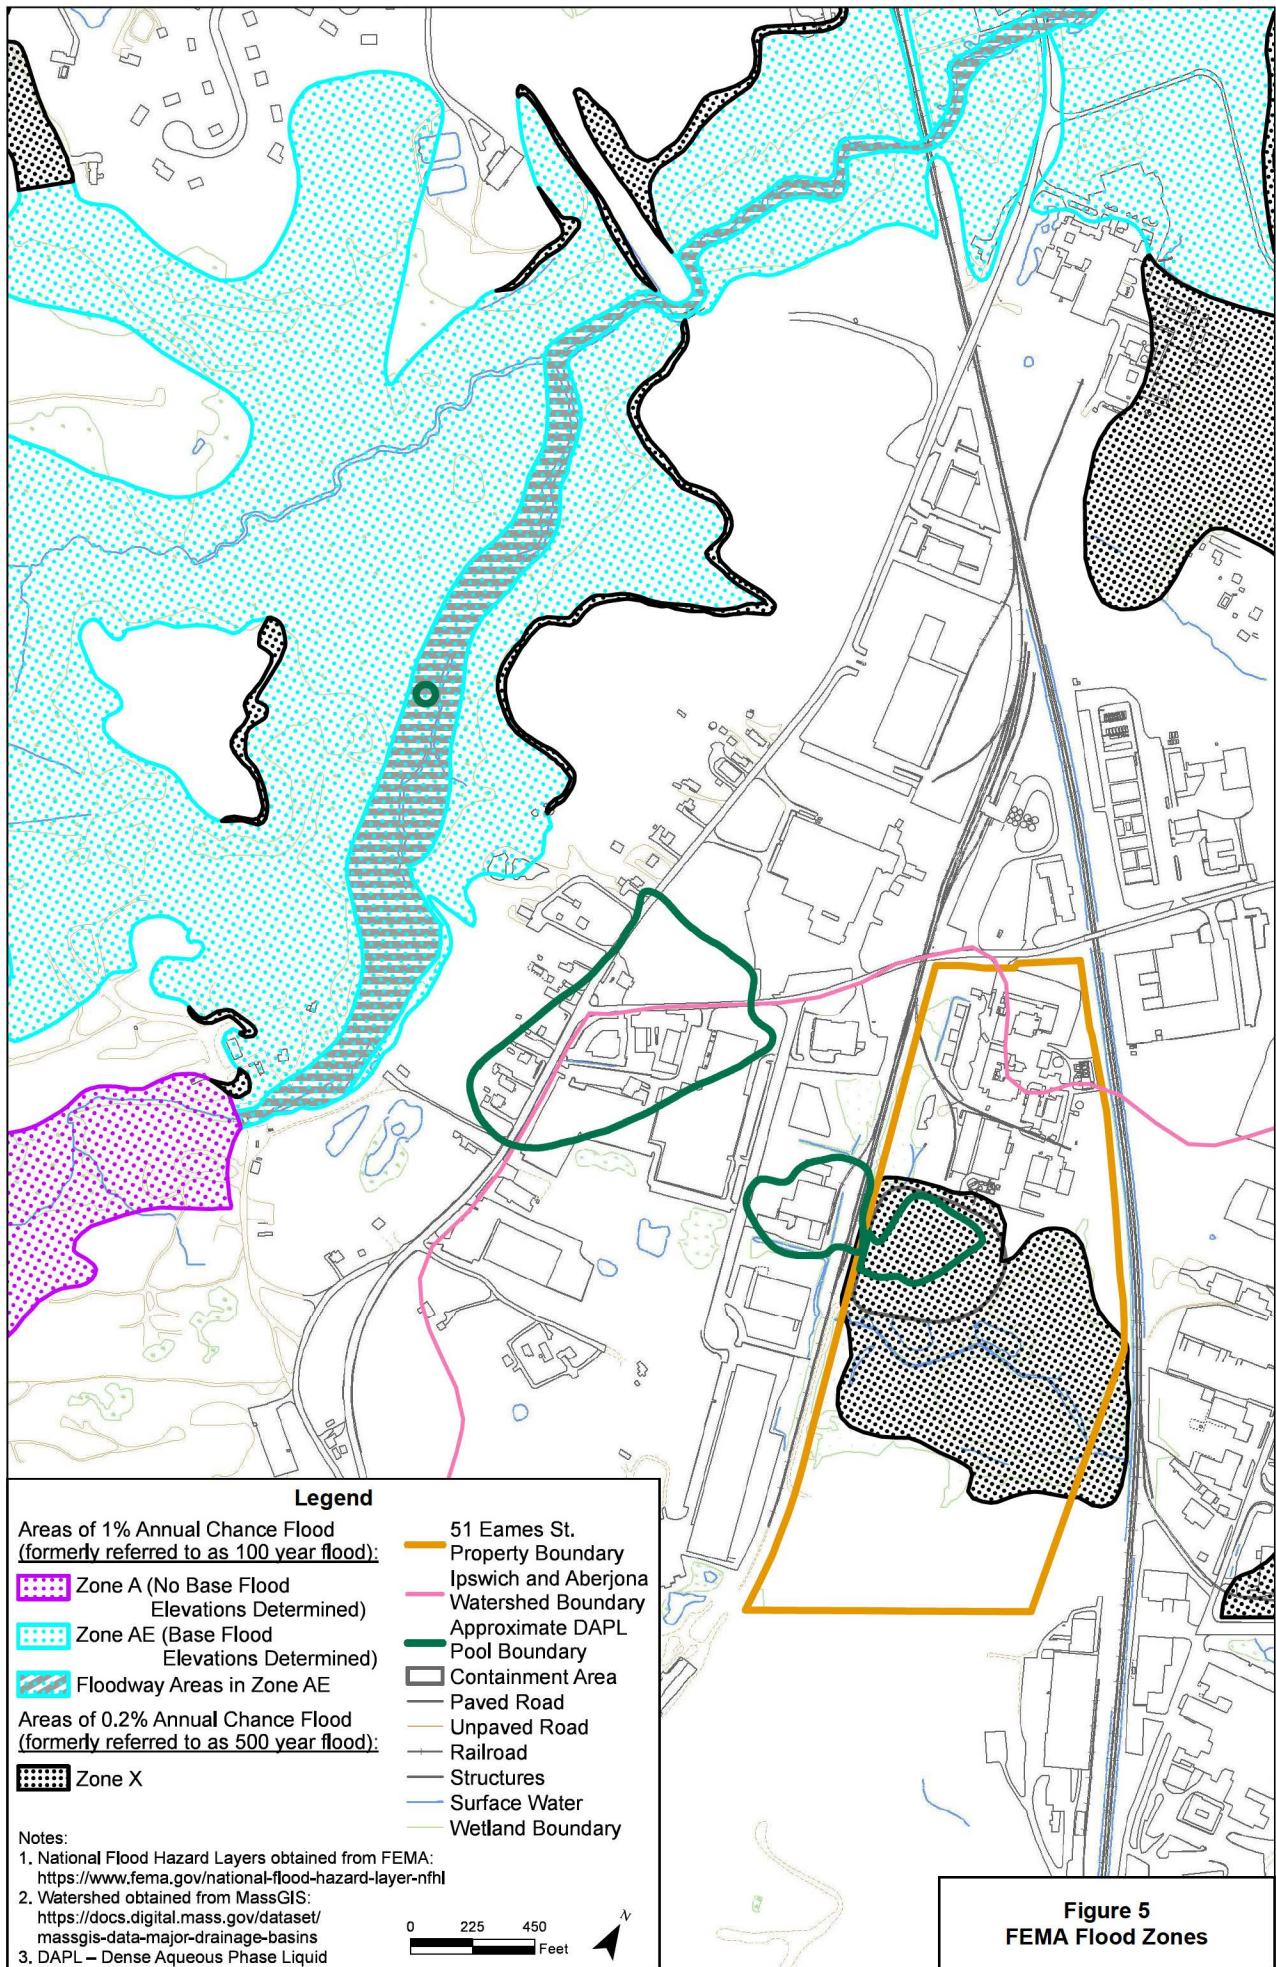 Legend
Areas of 1% Annual Chance Flood
(formerly referred to as 100 year flood):
Zone A (No Base Flood
Elevations Determined)
Zone AE (Base Flood
Elevations Determined)
Floodway Areas in Zone AE
Areas of 0.2% Annual Chance Flood
(formerly referred to as 500 year flood):
Zone X
51 Eames St.
Property Boundary
Ipswich and Aberjona
Watershed Boundary
Approximate DAPL
Pool Boundary
Containment Area
Paved Road
Unpaved Road
Railroad
Structures
Surface Water
Wetland Boundary
Notes:
1. National Flood Hazard Layers obtained from FEMA:
https://www.fema.gov/national-flood-hazard-layer-nfhl
2. Watershed obtained from MassGIS:
https://docs.digital.mass.gov/dataset/
massgis-data-major-drainage-basins
3. DAPL – Dense Aqueous Phase Liquid
0 225 450
Feet
N
Figure 5
FEMA Flood Zones